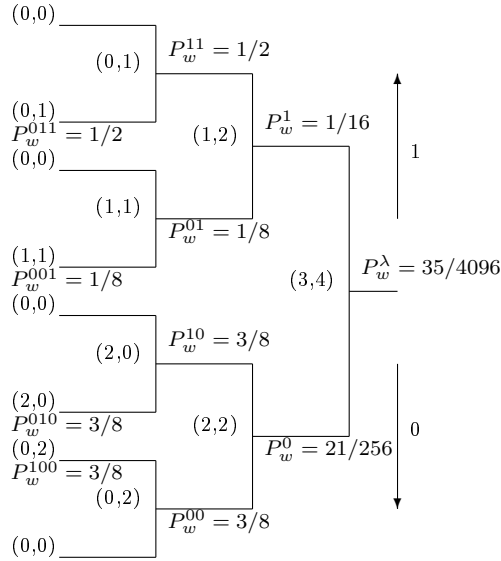 (0,0)
P_w^{11} = 1/2
(0,1)
(0,1)
P_w^{011} = 1/2
(1,2)
P_w^1 = 1/16
1
(0,0)
(1,1)
P_w^{01} = 1/8
(1,1)
P_w^{001} = 1/8
P_w^λ = 35/4096
(3,4)
(0,0)
P_w^{10} = 3/8
(2,0)
(2,0)
P_w^{010} = 3/8
(2,2)
0
(0,2)
P_w^0 = 21/256
P_w^{100} = 3/8
(0,2)
P_w^{00} = 3/8
(0,0)